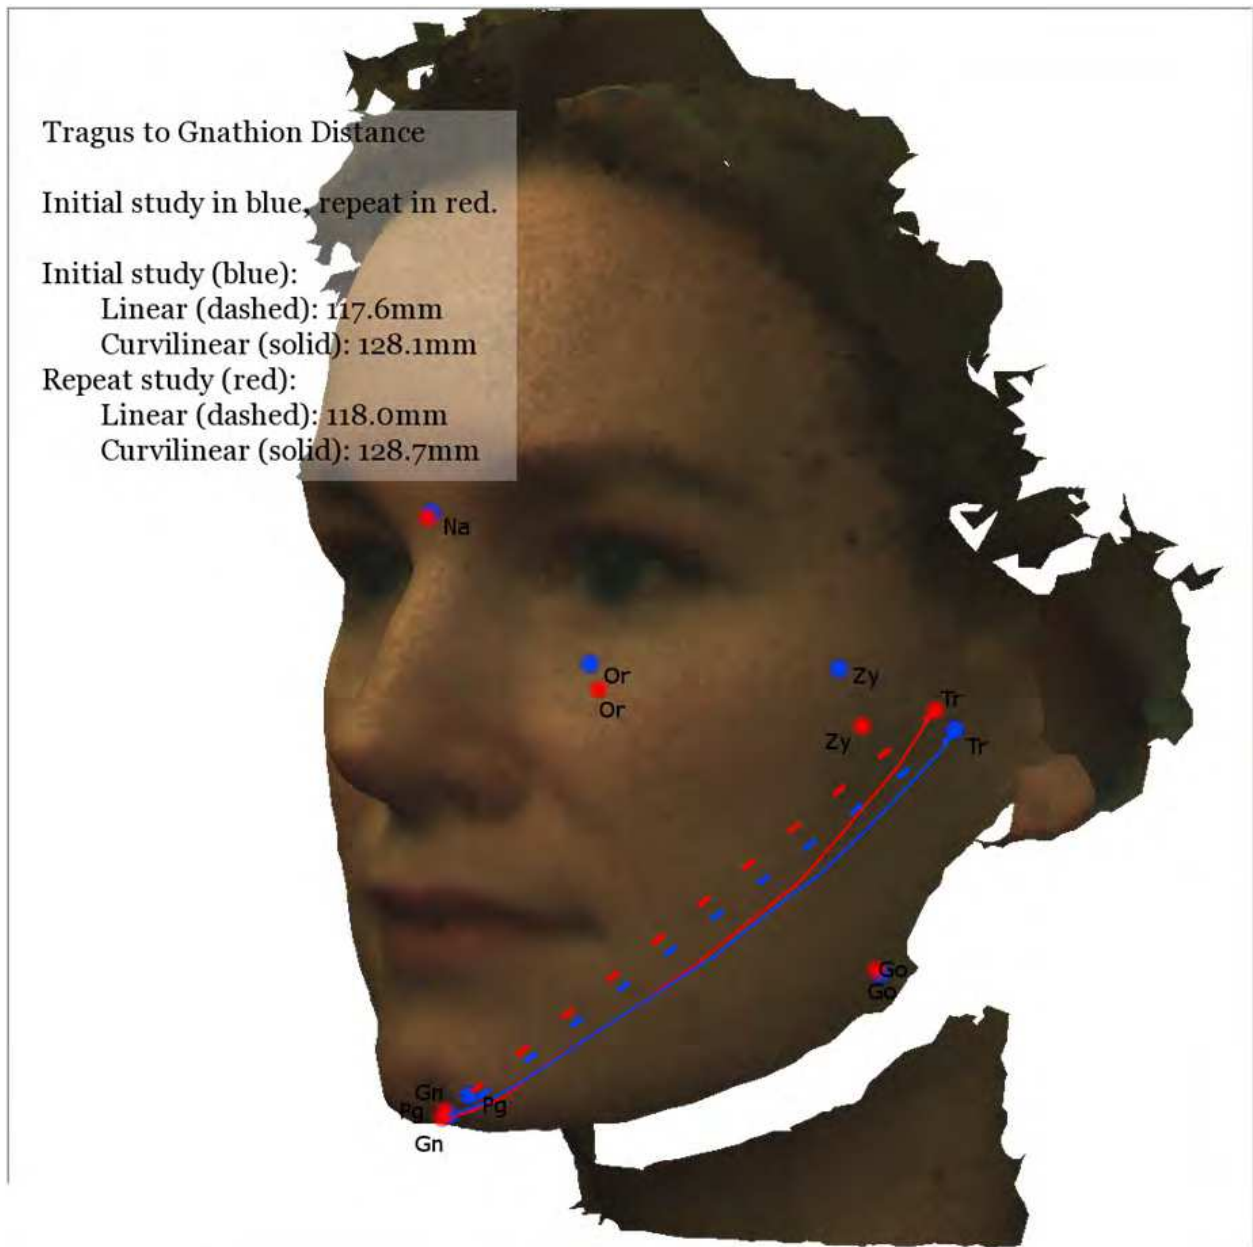 Tragus to Gnathion Distance
Initial study in blue, repeat in red.
Initial study (blue):
Linear (dashed): 117.6mm
Curvilinear (solid): 128.1mm
Repeat study (red):
Linear (dashed): 118.0mm
Curvilinear (solid): 128.7mm
Na
Or
Or
Zy
Tr
Zy
Tr
Go
Go
Gn
Pg
Pg
Gn